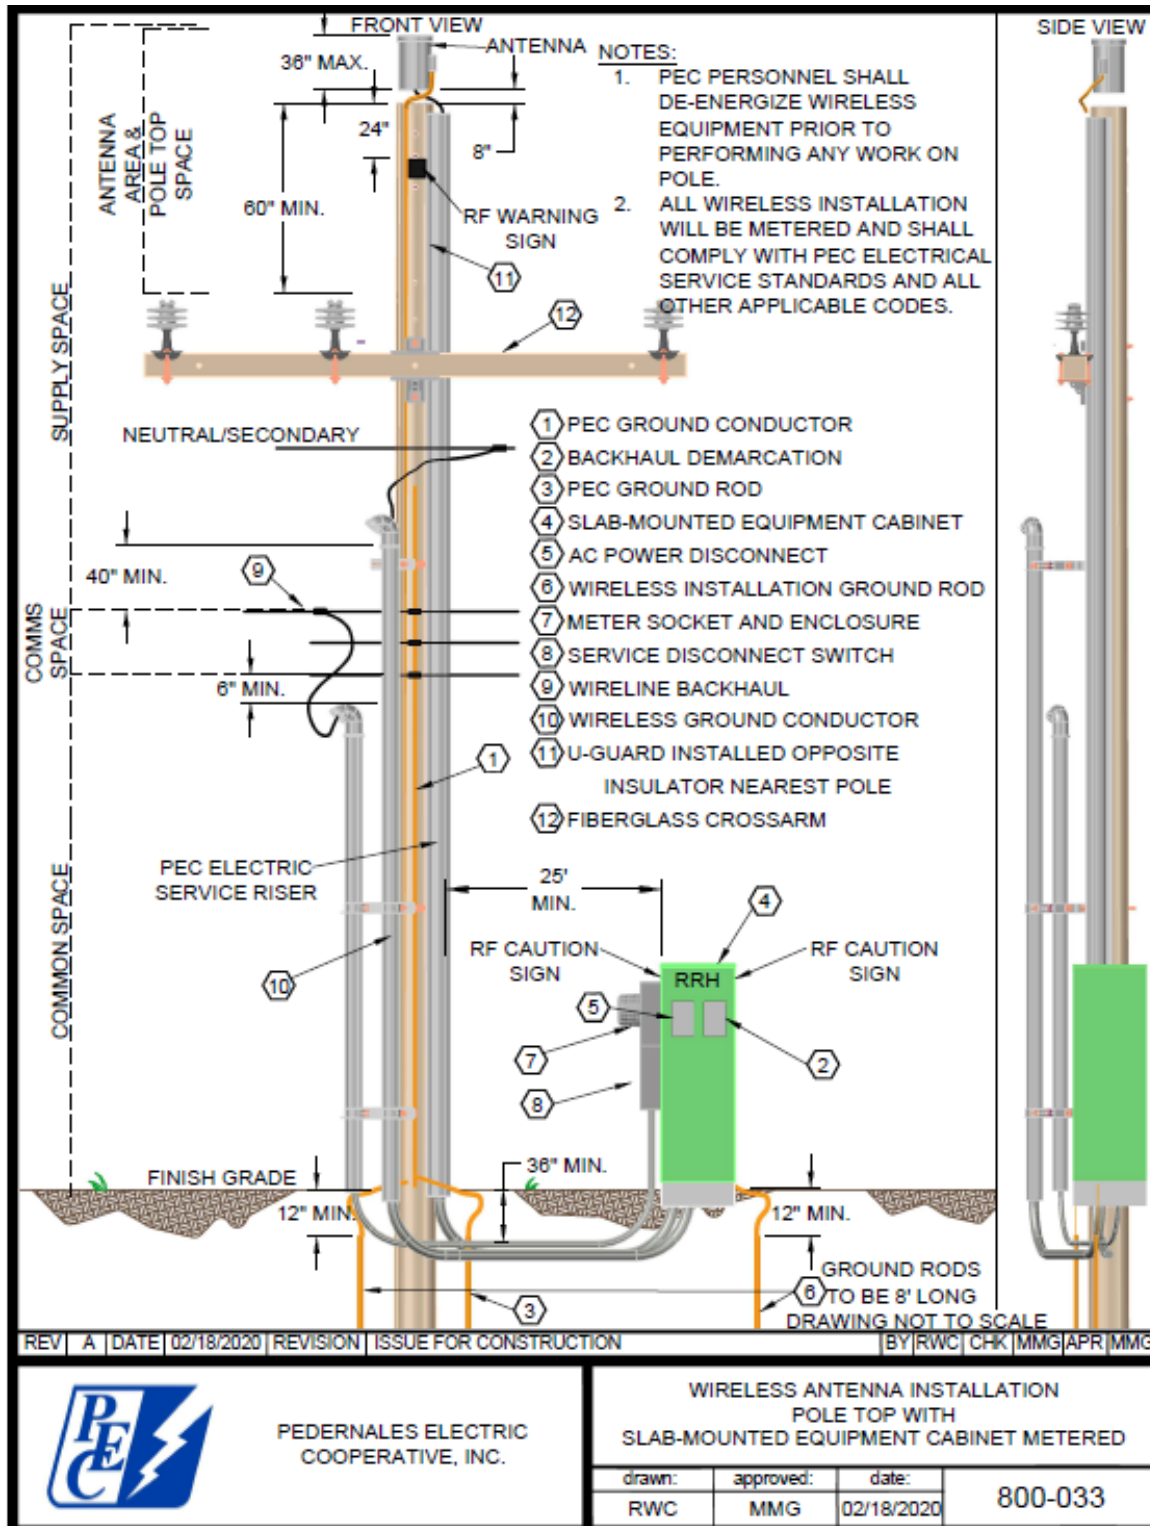 FRONT VIEW
SIDE VIEW
ANTENNA
36" MAX.
24"
8"
60" MIN.
ANTENNA
AREA &
POLE TOP
SPACE
RF WARNING
SIGN
11
12
NOTES:
1. PEC PERSONNEL SHALL
DE-ENERGIZE WIRELESS
EQUIPMENT PRIOR TO
PERFORMING ANY WORK ON
POLE.
2. ALL WIRELESS INSTALLATION
WILL BE METERED AND SHALL
COMPLY WITH PEC ELECTRICAL
SERVICE STANDARDS AND ALL
OTHER APPLICABLE CODES.
SUPPLY SPACE
NEUTRAL/SECONDARY
1 PEC GROUND CONDUCTOR
2 BACKHAUL DEMARCATION
3 PEC GROUND ROD
4 SLAB-MOUNTED EQUIPMENT CABINET
5 AC POWER DISCONNECT
6 WIRELESS INSTALLATION GROUND ROD
7 METER SOCKET AND ENCLOSURE
8 SERVICE DISCONNECT SWITCH
9 WIRELINE BACKHAUL
10 WIRELESS GROUND CONDUCTOR
11 U-GUARD INSTALLED OPPOSITE
INSULATOR NEAREST POLE
12 FIBERGLASS CROSSARM
40" MIN.
9
COMMS
SPACE
6" MIN.
1
PEC ELECTRIC
SERVICE RISER
25'
MIN.
4
COMMON SPACE
10
RF CAUTION
SIGN
RRH
RF CAUTION
SIGN
5
7
2
8
FINISH GRADE
36" MIN.
12" MIN.
12" MIN.
3
6
GROUND RODS
TO BE 8' LONG
DRAWING NOT TO SCALE
REV A DATE 02/18/2020 REVISION ISSUE FOR CONSTRUCTION BY RWC CHK MMG APR MMG
PEC
PEDERNALES ELECTRIC
COOPERATIVE, INC.
WIRELESS ANTENNA INSTALLATION
POLE TOP WITH
SLAB-MOUNTED EQUIPMENT CABINET METERED
drawn: approved: date:
RWC MMG 02/18/2020
800-033